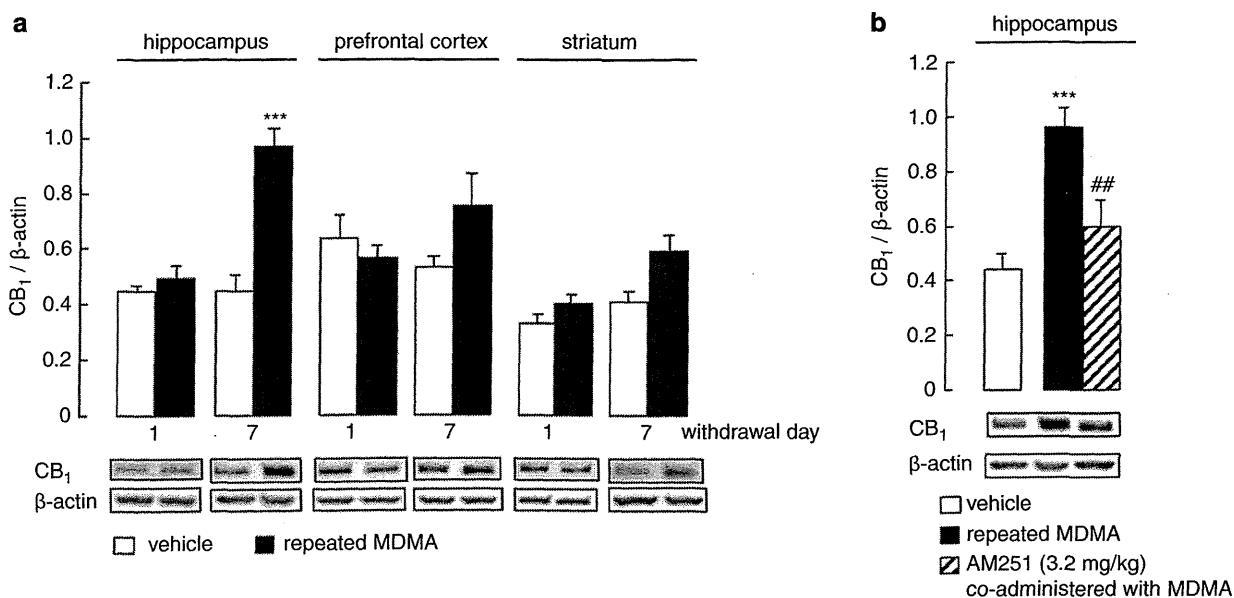 a
hippocampus
prefrontal cortex
striatum
CB1 / β-actin
1.2
1.0
0.8
0.6
0.4
0.2
0
***
1
7
1
7
1
7
withdrawal day
CB1
β-actin
vehicle
repeated MDMA
b
hippocampus
CB1 / β-actin
1.2
1.0
0.8
0.6
0.4
0.2
0
***
##
CB1
β-actin
vehicle
repeated MDMA
AM251 (3.2 mg/kg)
co-administered with MDMA